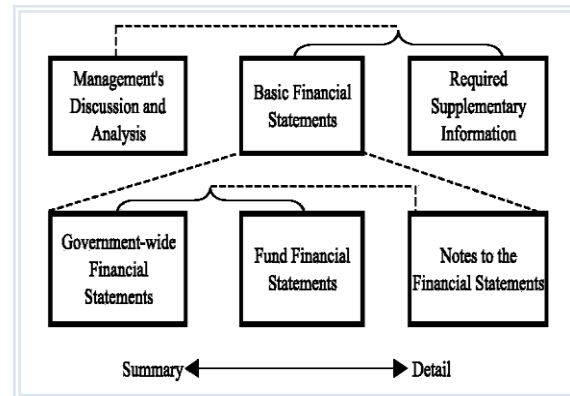 Management's
Discussion and
Analysis
Basic Financial
Statements
Required
Supplementary
Information
Government-wide
Financial
Statements
Fund Financial
Statements
Notes to the
Financial Statements
Summary
Detail